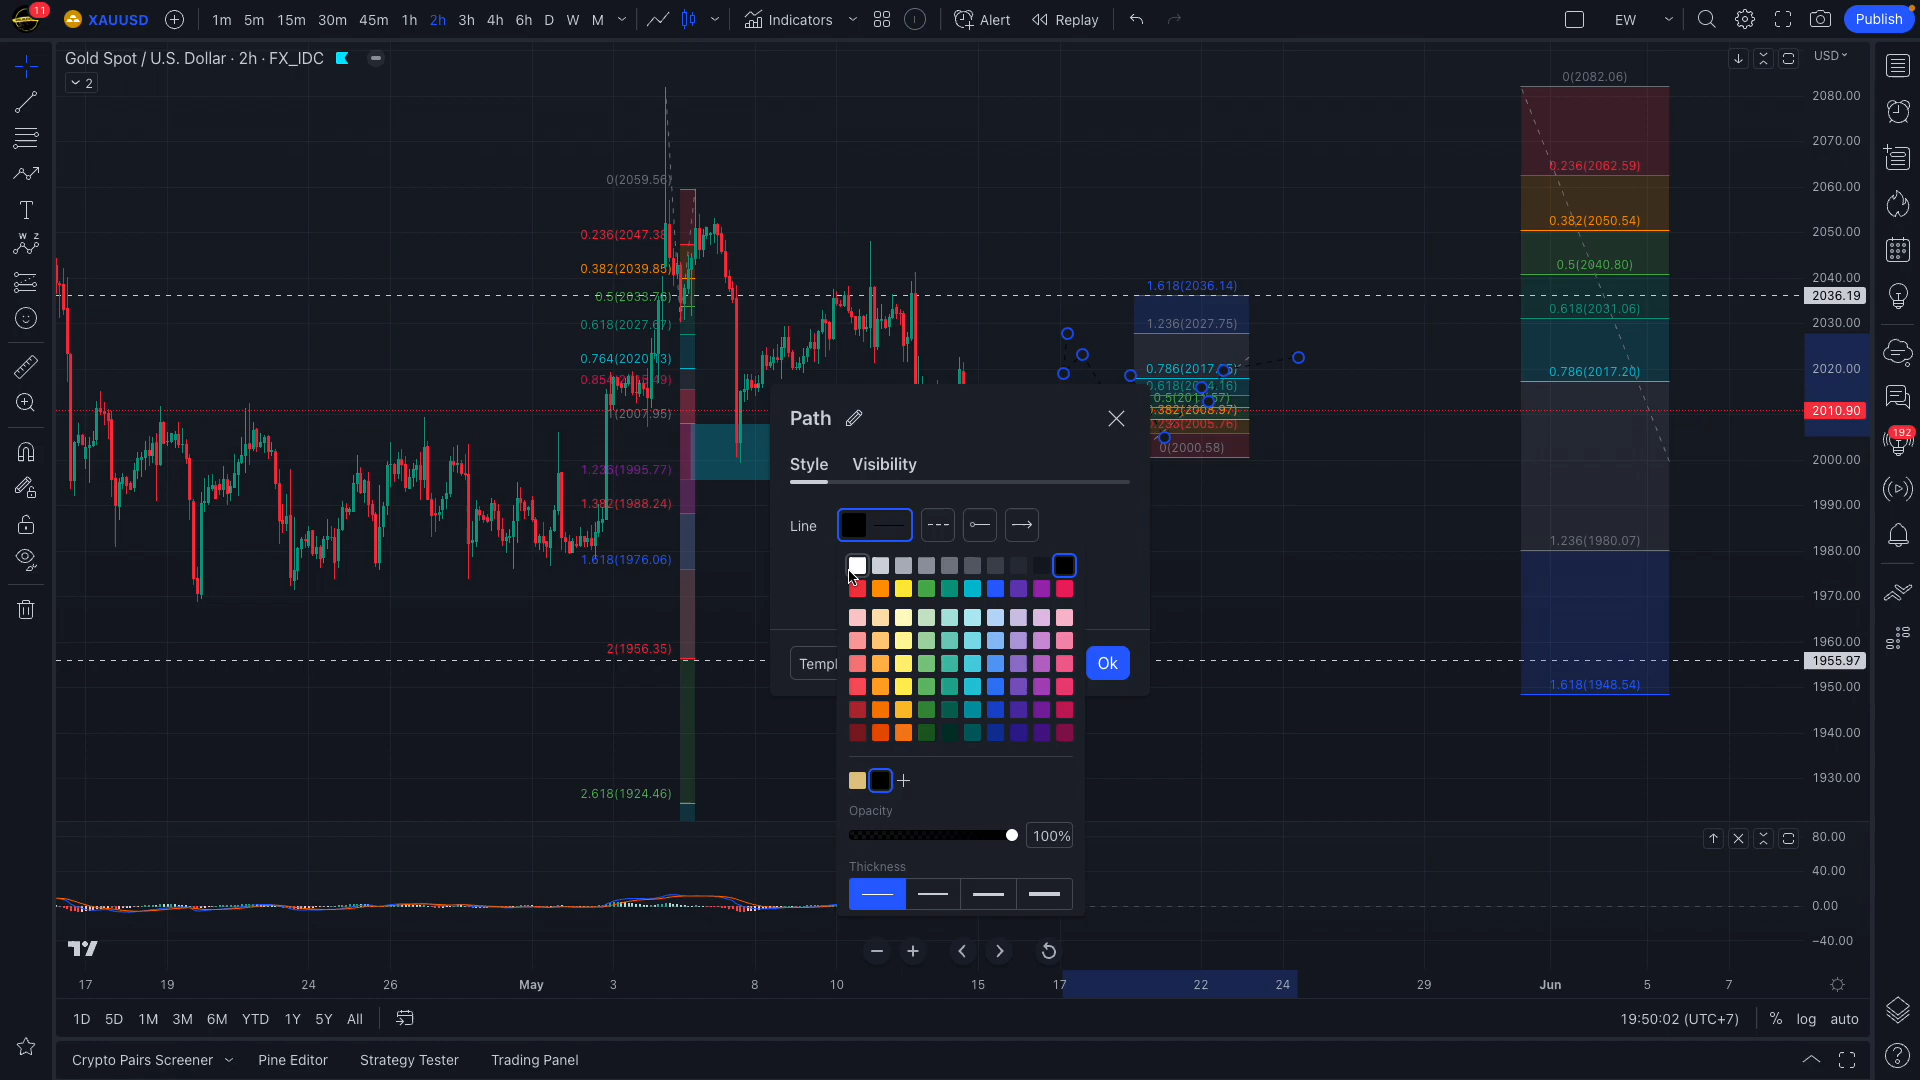 11
XAUUSD
1m 5m 15m 30m 45m 1h 2h 3h 4h 6h D W M
Indicators
Alert
Replay
EW
Publish
Gold Spot / U.S. Dollar · 2h · FX_IDC
2
USD
0(2082.06)
0.236(2062.59)
0.382(2050.54)
0.5(2040.80)
0.618(2031.06)
0.786(2017.20)
1.236(1980.07)
1.618(1948.54)
0(2059.56)
0.236(2047.38)
0.382(2039.85)
0.618(2027.67)
1.236(1995.77)
1.382(1988.24)
1.618(1976.06)
2(1956.35)
2.618(1924.46)
1.618(2036.14)
1.236(2027.75)
0.382(2008.97)
0(2000.58)
2080.00
2070.00
2060.00
2050.00
2040.00
2036.19
2030.00
2020.00
2010.90
2000.00
1990.00
1980.00
1970.00
1960.00
1955.97
1950.00
1940.00
1930.00
80.00
40.00
0.00
−40.00
192
Path
Style Visibility
Line
Templ
Ok
Opacity
100%
Thickness
17 19 24 26 May 3 8 10 15 17 22 24 29 Jun 5 7
1D 5D 1M 3M 6M YTD 1Y 5Y All
19:50:02 (UTC+7) % log auto
Crypto Pairs Screener Pine Editor Strategy Tester Trading Panel